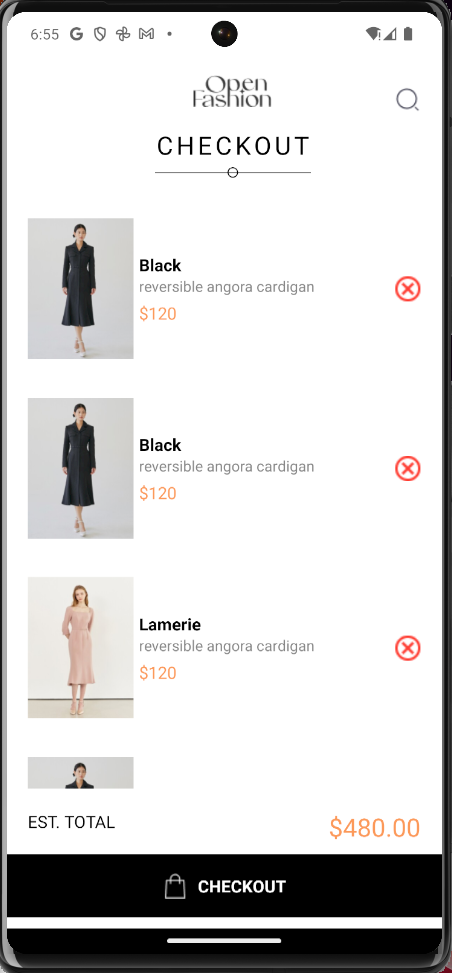 6:55
Open
Fashion
CHECKOUT
Black
reversible angora cardigan
$120
Black
reversible angora cardigan
$120
Lamerie
reversible angora cardigan
$120
EST. TOTAL
$480.00
CHECKOUT